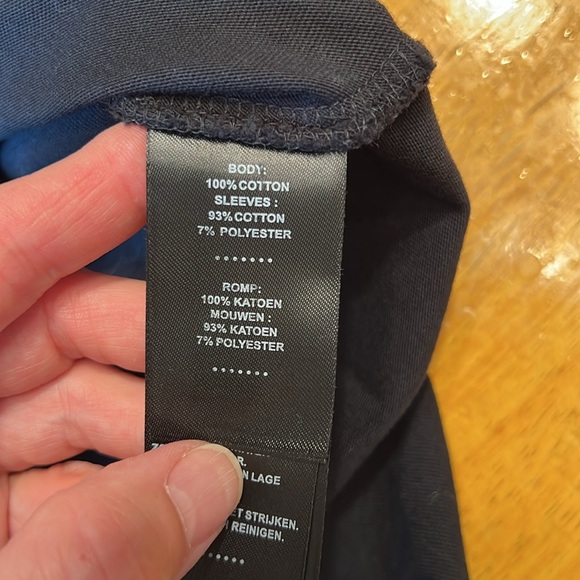 BODY:
100% COTTON
SLEEVES :
93% COTTON
7% POLYESTER
.......
ROMP:
100% KATOEN
MOUWEN :
93% KATOEN
7% POLYESTER
.......
LAGE
STRIJKEN.
REINIGEN.
.....